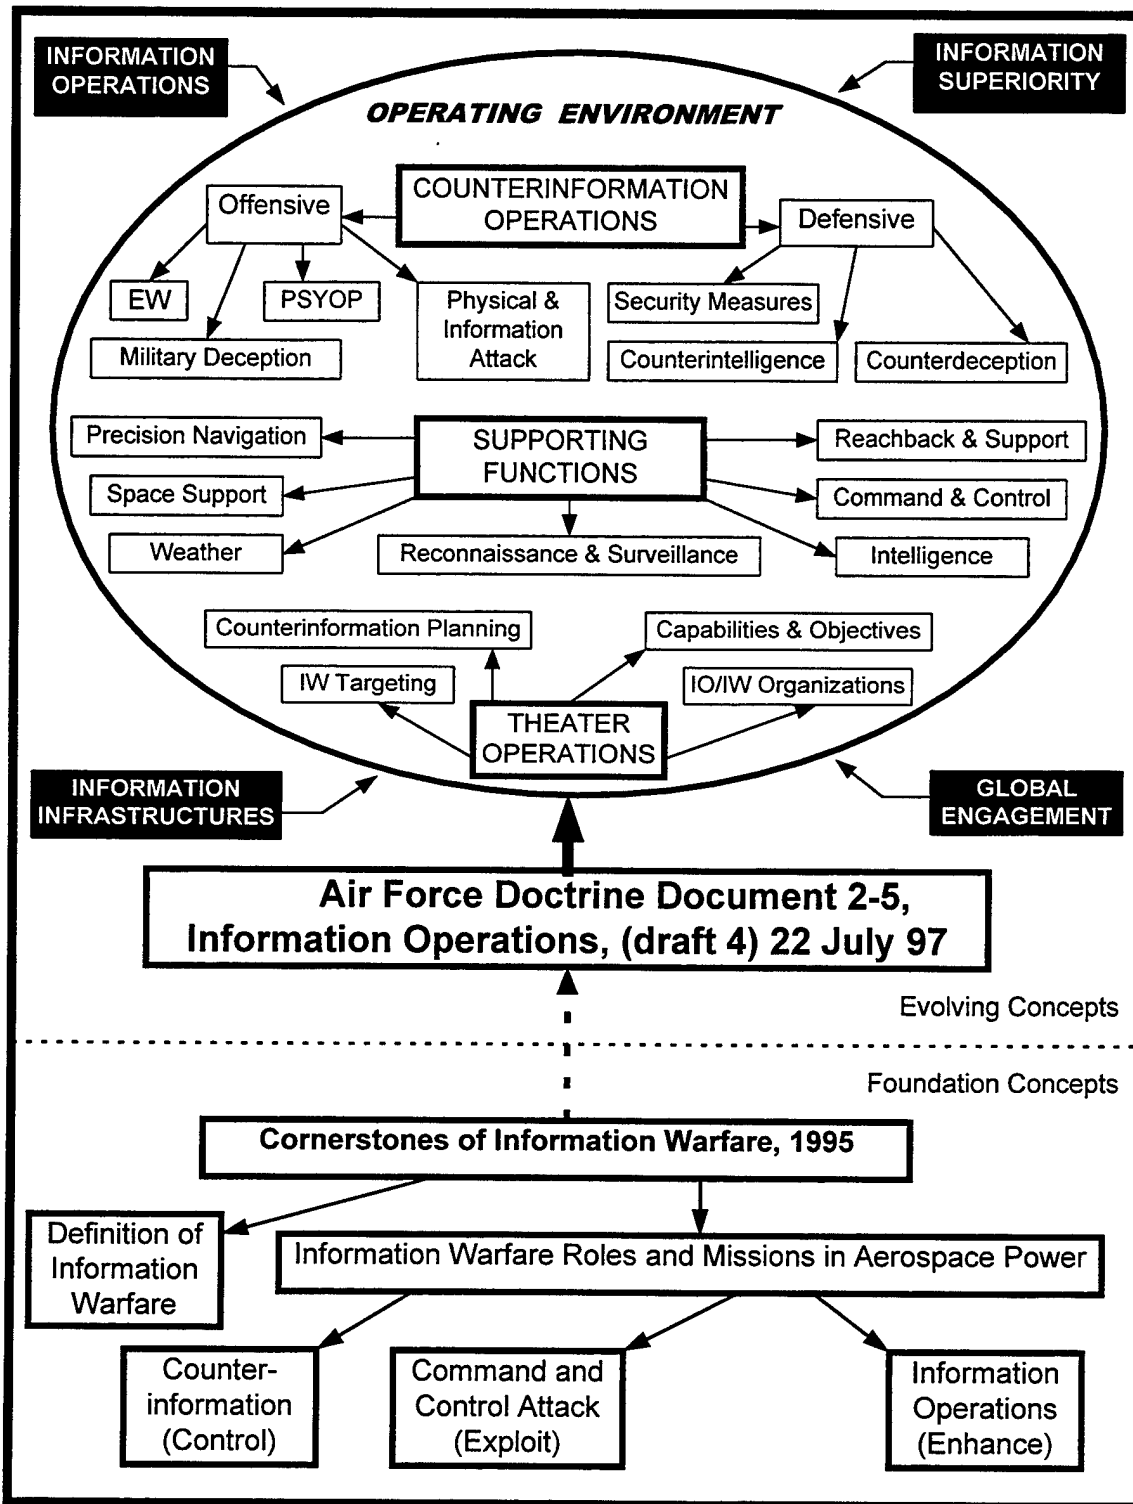 INFORMATION
OPERATIONS
INFORMATION
SUPERIORITY
OPERATING ENVIRONMENT
COUNTERINFORMATION
OPERATIONS
Offensive
Defensive
EW
PSYOP
Physical &
Information
Attack
Military Deception
Security Measures
Counterintelligence
Counterdeception
SUPPORTING
FUNCTIONS
Precision Navigation
Reachback & Support
Space Support
Command & Control
Weather
Reconnaissance & Surveillance
Intelligence
Counterinformation Planning
Capabilities & Objectives
IW Targeting
IO/IW Organizations
THEATER
OPERATIONS
INFORMATION
INFRASTRUCTURES
GLOBAL
ENGAGEMENT
Air Force Doctrine Document 2-5,
Information Operations, (draft 4) 22 July 97
Evolving Concepts
Foundation Concepts
Cornerstones of Information Warfare, 1995
Definition of
Information
Warfare
Information Warfare Roles and Missions in Aerospace Power
Counter-
information
(Control)
Command and
Control Attack
(Exploit)
Information
Operations
(Enhance)